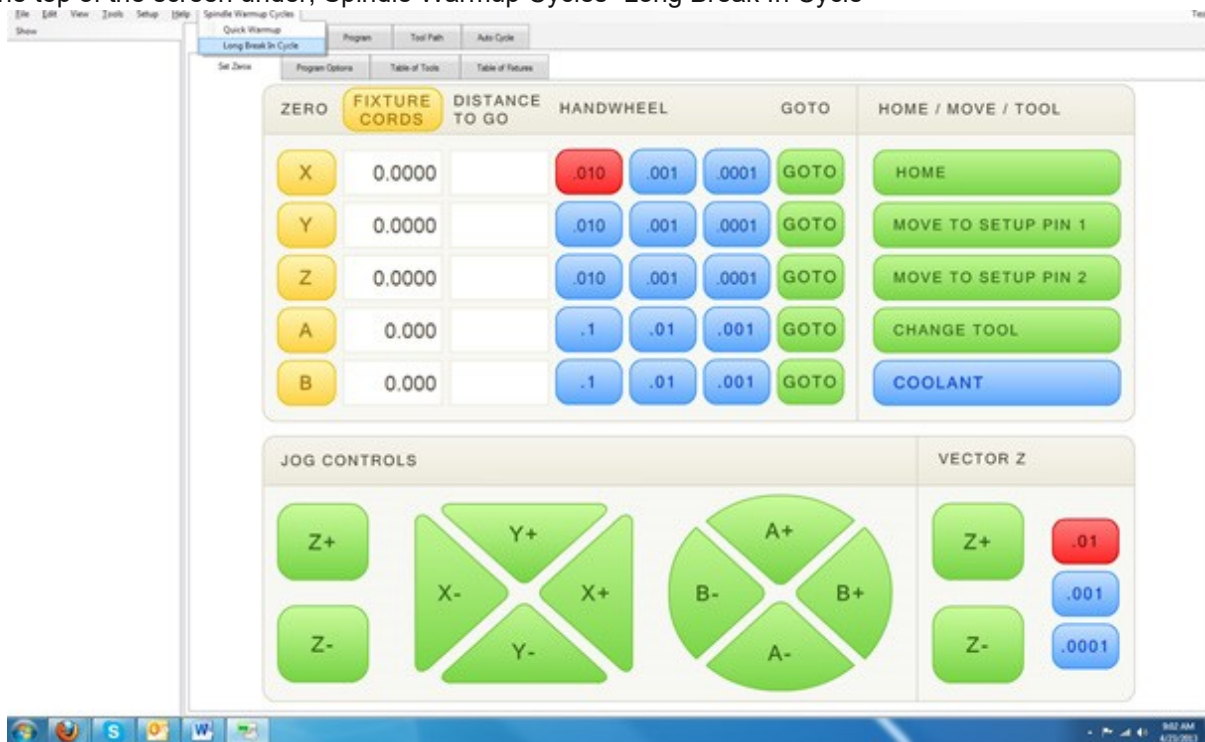 he top of the screen under, Spindle Warmup Cycles" Long Break In Cycle"
File Edit View Tools Setup Help Spindle Warmup Cycles
Show
Quick Warmup
Long Break In Cycle
Program Tool Path Auto Cycle
Set Zeros Program Options Table of Tools Table of Fixtures
ZERO FIXTURE CORDS DISTANCE TO GO HANDWHEEL GOTO HOME / MOVE / TOOL
X 0.0000 .010 .001 .0001 GOTO HOME
Y 0.0000 .010 .001 .0001 GOTO MOVE TO SETUP PIN 1
Z 0.0000 .010 .001 .0001 GOTO MOVE TO SETUP PIN 2
A 0.000 .1 .01 .001 GOTO CHANGE TOOL
B 0.000 .1 .01 .001 GOTO COOLANT
JOG CONTROLS VECTOR Z
Z+ Y+ A+ Z+ .01
X- X+ B- B+ .001
Z- Y- A- Z- .0001
9:02 AM
4/23/2013